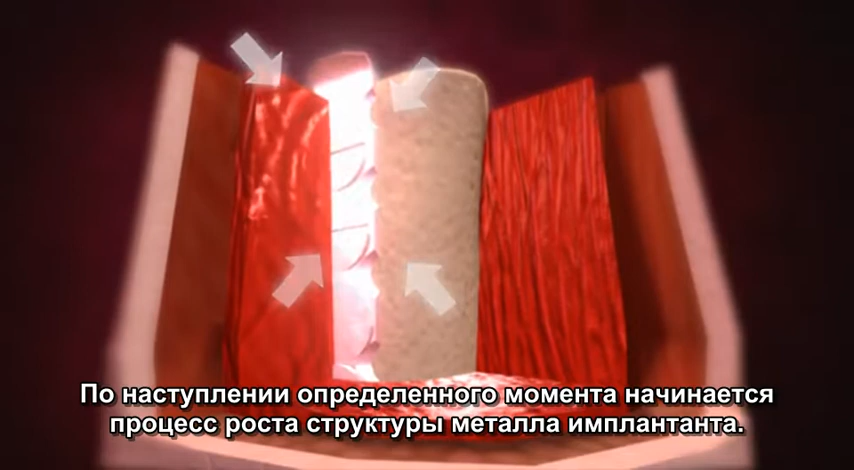 По наступлении определенного момента начинается
процесс роста структуры металла имплантанта.